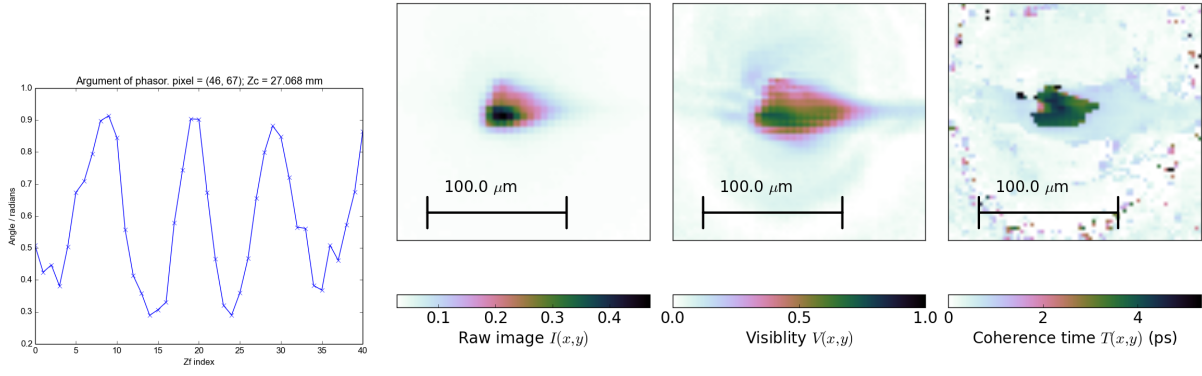 Argument of phasor. pixel = (46, 67); Zc = 27.068 mm
1.0
0.9
0.8
0.7
0.6
0.5
0.4
0.3
0.2
Angle / radians
0 5 10 15 20 25 30 35 40
Zf index
100.0 μm
100.0 μm
100.0 μm
0.1 0.2 0.3 0.4
Raw image I(x,y)
0.0 0.5 1.0
Visiblity V(x,y)
0 2 4
Coherence time T(x,y) (ps)